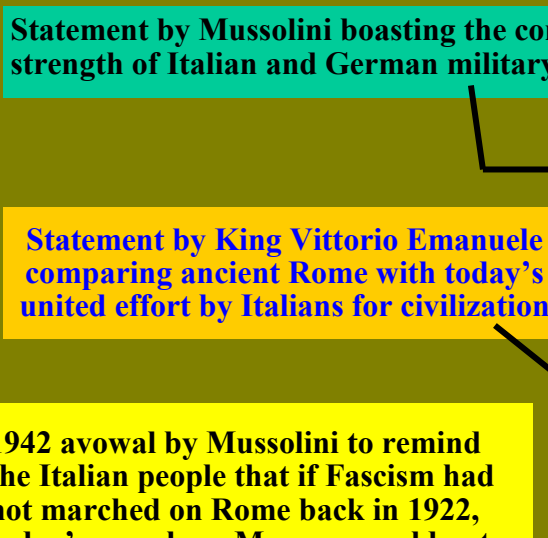 Statement by Mussolini boasting the
strength of Italian and German military
Statement by King Vittorio Emanuele
comparing ancient Rome with today’s
united effort by Italians for civilization
1942 avowal by Mussolini to remind
the Italian people that if Fascism had
not marched on Rome back in 1922,